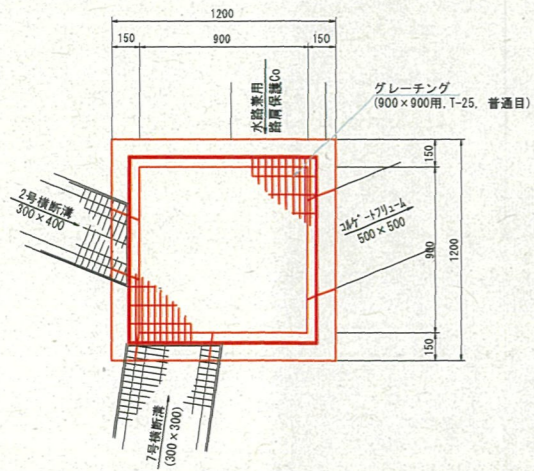 1200
150
900
150
水路兼用
路肩保護Co
グレーチング
(900×900用, T-25, 普通目)
2号横断溝
300×400
コルゲートフリューム
500×500
150
900
150
1200
7号横断溝
(300×300)